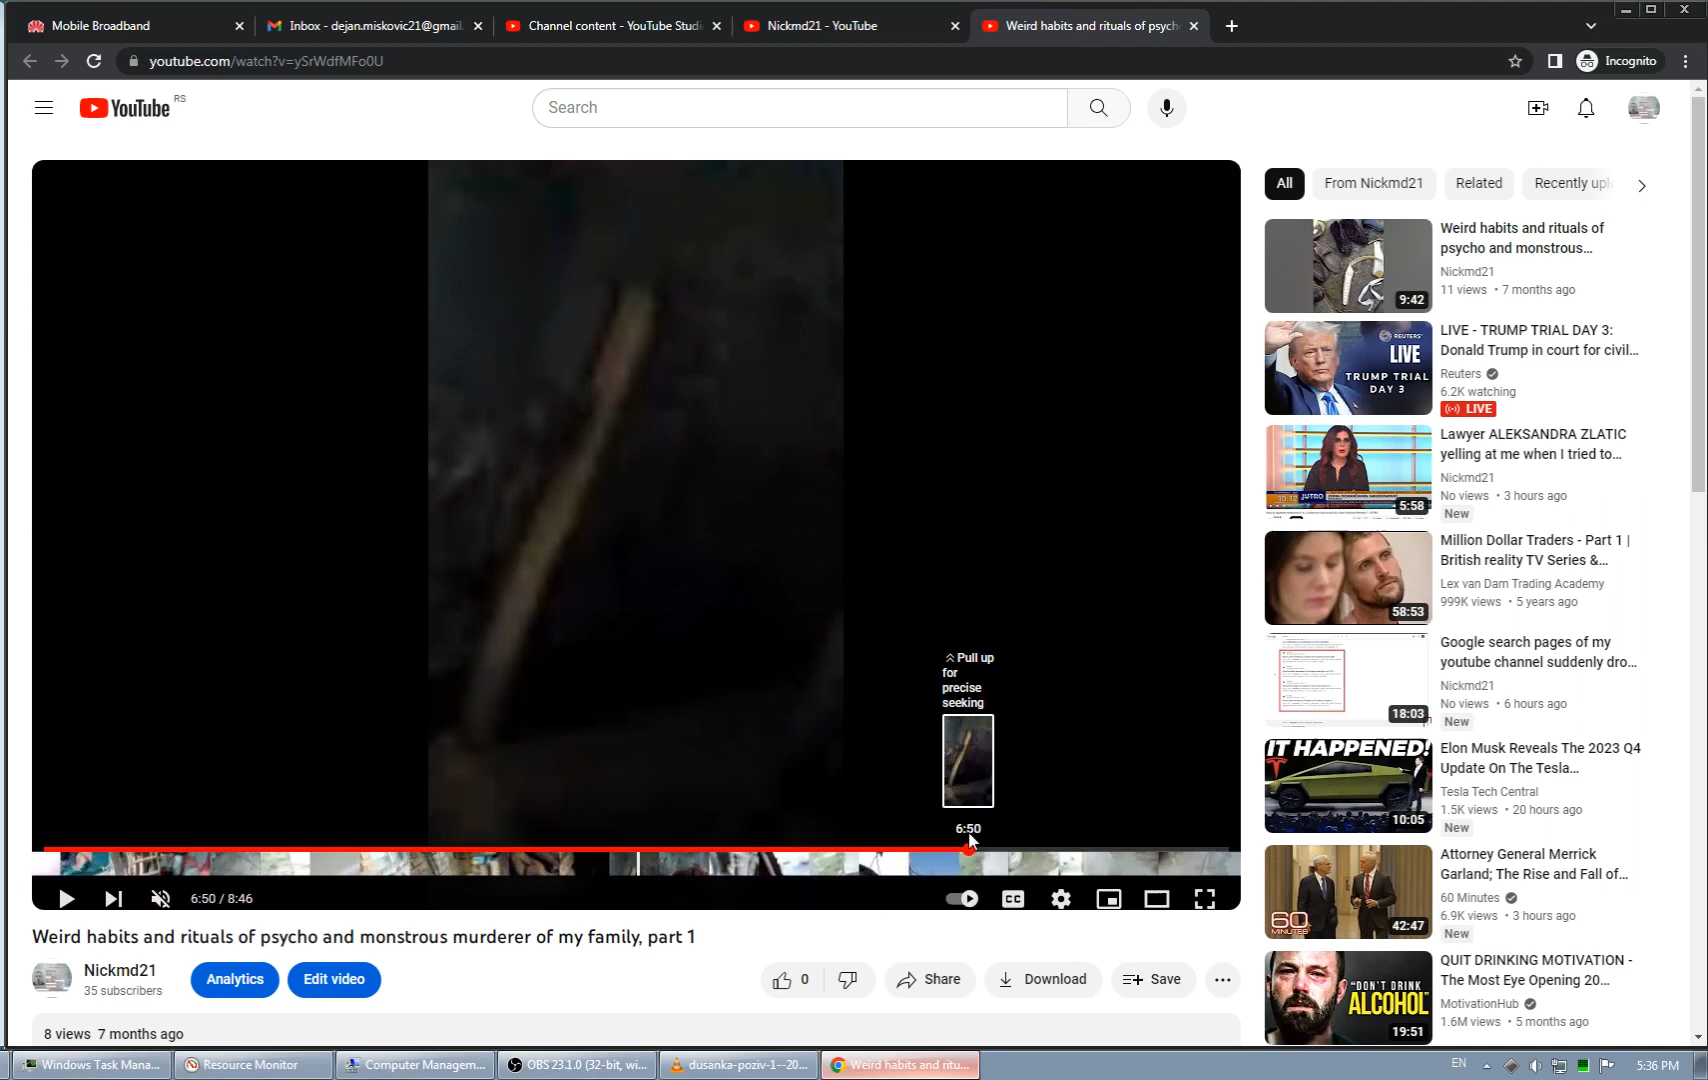 Mobile Broadband
Inbox - dejan.miskovic21@gmail.
Channel content - YouTube Studi
Nickmd21 - YouTube
Weird habits and rituals of psych
youtube.com/watch?v=ySrWdfMFo0U
Incognito
YouTube RS
Search
All
From Nickmd21
Related
Recently upl
Pull up
for
precise
seeking
6:50
6:50 / 8:46
CC
Weird habits and rituals of psycho and monstrous murderer of my family, part 1
Nickmd21
35 subscribers
Analytics
Edit video
0
Share
Download
Save
8 views 7 months ago
9:42
Weird habits and rituals of
psycho and monstrous...
Nickmd21
11 views • 7 months ago
REUTERS
LIVE
TRUMP TRIAL
DAY 3
LIVE - TRUMP TRIAL DAY 3:
Donald Trump in court for civil...
Reuters
6.2K watching
LIVE
10:12 JUTRO
5:58
Lawyer ALEKSANDRA ZLATIC
yelling at me when I tried to...
Nickmd21
No views • 3 hours ago
New
58:53
Million Dollar Traders - Part 1 |
British reality TV Series &...
Lex van Dam Trading Academy
999K views • 5 years ago
18:03
Google search pages of my
youtube channel suddenly dro...
Nickmd21
No views • 6 hours ago
New
IT HAPPENED!
10:05
Elon Musk Reveals The 2023 Q4
Update On The Tesla...
Tesla Tech Central
1.5K views • 20 hours ago
New
60
MINUTES
42:47
Attorney General Merrick
Garland; The Rise and Fall of...
60 Minutes
6.9K views • 3 hours ago
New
"DON'T DRINK
ALCOHOL"
19:51
QUIT DRINKING MOTIVATION -
The Most Eye Opening 20...
MotivationHub
1.6M views • 5 months ago
Windows Task Mana...
Resource Monitor
Computer Managem...
OBS 23.1.0 (32-bit, wi...
dusanka-poziv-1--20...
Weird habits and ritu...
EN
5:36 PM